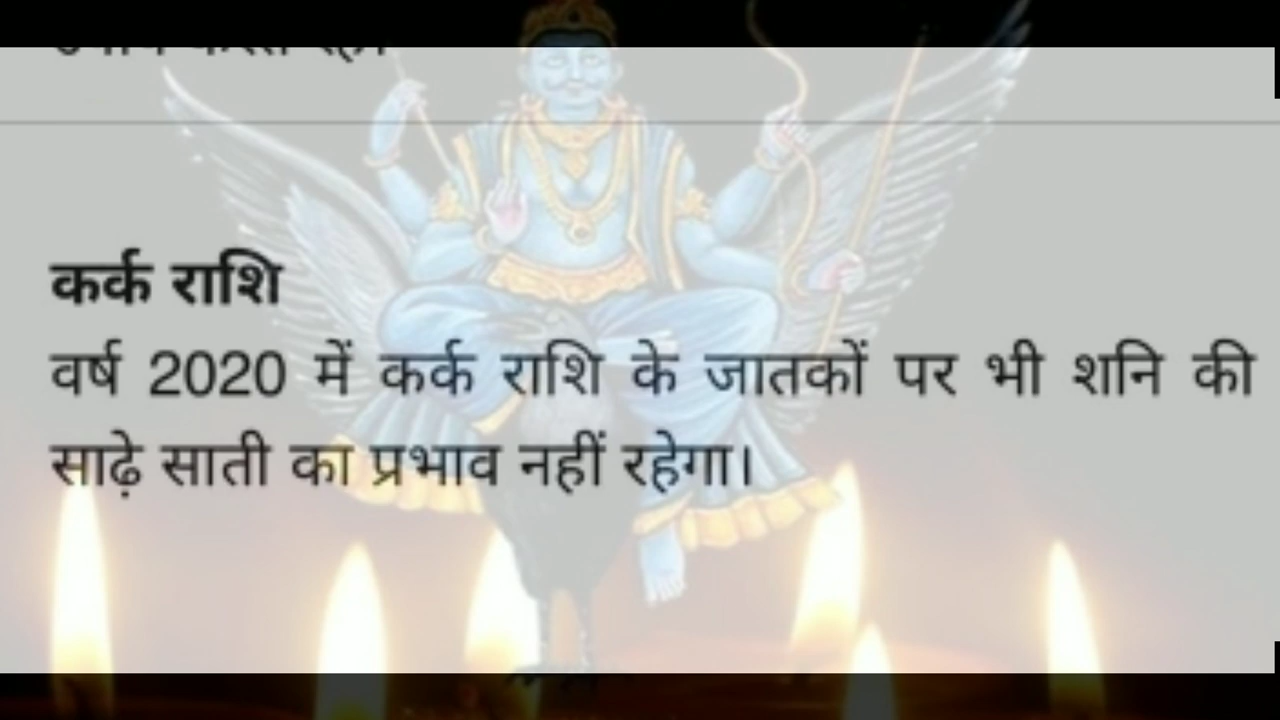 कर्क राशि
वर्ष 2020 में कर्क राशि के जातकों पर भी शनि की
साढ़े साती का प्रभाव नहीं रहेगा।